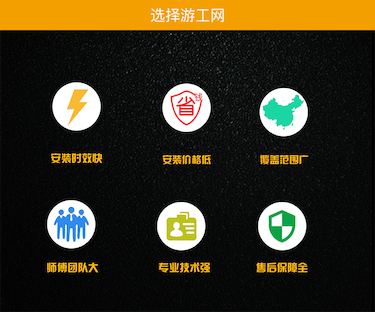 选择游工网
省
钱
安装时效快
安装价格低
覆盖范围广
师傅团队大
专业技术强
售后保障全